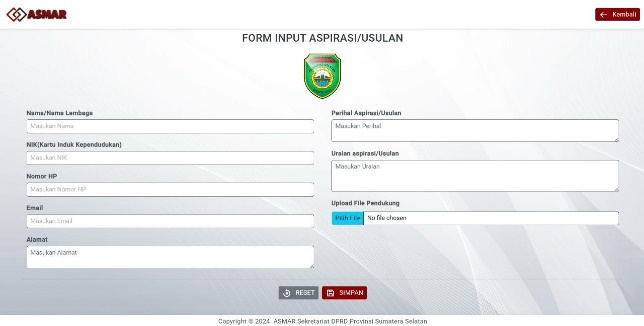 ASMAR
Kembali
FORM INPUT ASPIRASI/USULAN
Nama/Nama Lembaga
Masukan Nama
NIK(Kartu Induk Kependudukan)
Masukan NIK
Nomor HP
Masukan Nomor HP
Email
Masukan Email
Alamat
Masukan Alamat
Perihal Aspirasi/Usulan
Masukan Perihal
Uraian aspirasi/Usulan
Masukan Uraian
Upload File Pendukung
Pilih File No file chosen
RESET SIMPAN
Copyright © 2024 ASMAR Sekretariat DPRD Provinsi Sumatera Selatan